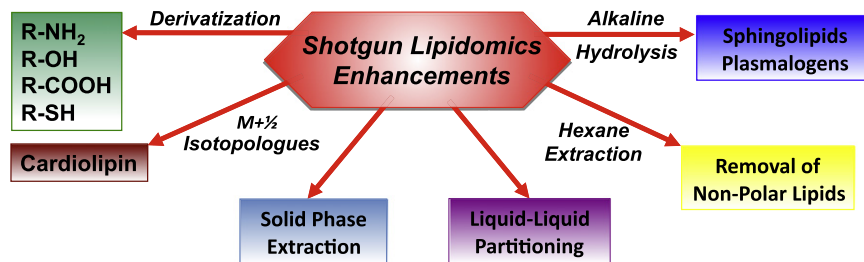 Shotgun Lipidomics
Enhancements
Derivatization
R-NH₂
R-OH
R-COOH
R-SH
M+½
Isotopologues
Cardiolipin
Solid Phase
Extraction
Liquid-Liquid
Partitioning
Hexane
Extraction
Removal of
Non-Polar Lipids
Alkaline
Hydrolysis
Sphingolipids
Plasmalogens